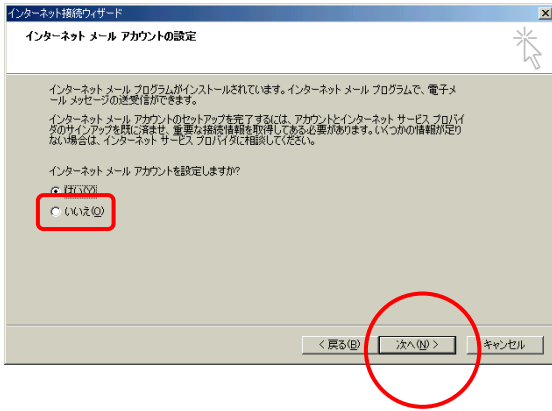 インターネット接続ウィザード
インターネット メール アカウントの設定
インターネット メール プログラムがインストールされています。インターネット メール プログラムで、電子メ
ール メッセージの送受信ができます。
インターネット メール アカウントのセットアップを完了するには、アカウントとインターネット サービス プロバイ
ダのサインアップを既に済ませ、重要な接続情報を取得してある必要があります。いくつかの情報が足り
ない場合は、インターネット サービス プロバイダに相談してください。
インターネット メール アカウントを設定しますか?
はい(Y)
いいえ(O)
< 戻る(B)
次へ(N) >
キャンセル